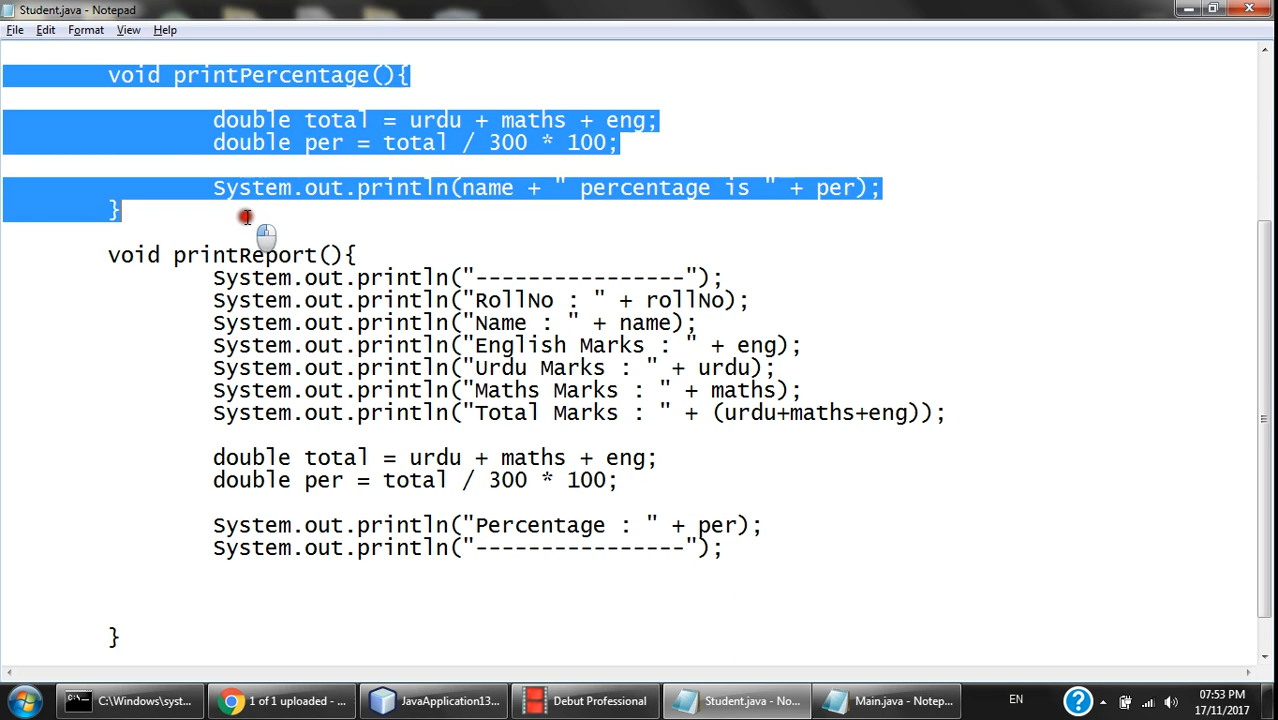 Student.java - Notepad
File Edit Format View Help
void printPercentage(){
double total = urdu + maths + eng;
double per = total / 300 * 100;
System.out.println(name + " percentage is " + per);
}
void printReport(){
System.out.println("----------------");
System.out.println("RollNo : " + rollNo);
System.out.println("Name : " + name);
System.out.println("English Marks : " + eng);
System.out.println("Urdu Marks : " + urdu);
System.out.println("Maths Marks : " + maths);
System.out.println("Total Marks : " + (urdu+maths+eng));
double total = urdu + maths + eng;
double per = total / 300 * 100;
System.out.println("Percentage : " + per);
System.out.println("----------------");
}
C:\Windows\syst... 1 of 1 uploaded - ... JavaApplication13... Debut Professional Student.java - No... Main.java - Notep... EN 07:53 PM
17/11/2017